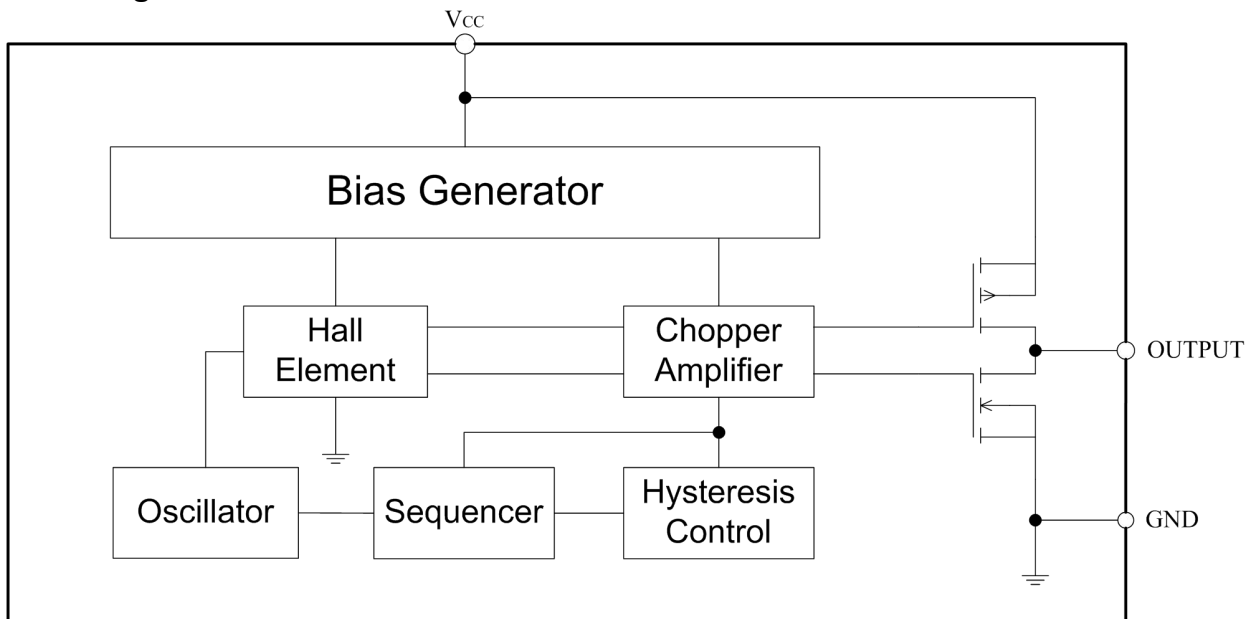 VCC
Bias Generator
Hall
Element
Chopper
Amplifier
OUTPUT
Oscillator
Sequencer
Hysteresis
Control
GND